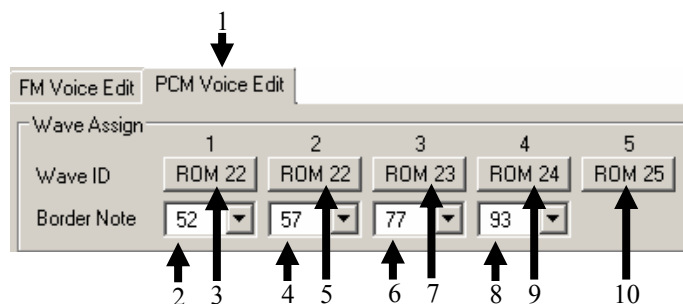 1
FM Voice Edit PCM Voice Edit
Wave Assign
1 2 3 4 5
Wave ID ROM 22 ROM 22 ROM 23 ROM 24 ROM 25
Border Note 52 57 77 93
2 3 4 5 6 7 8 9 10